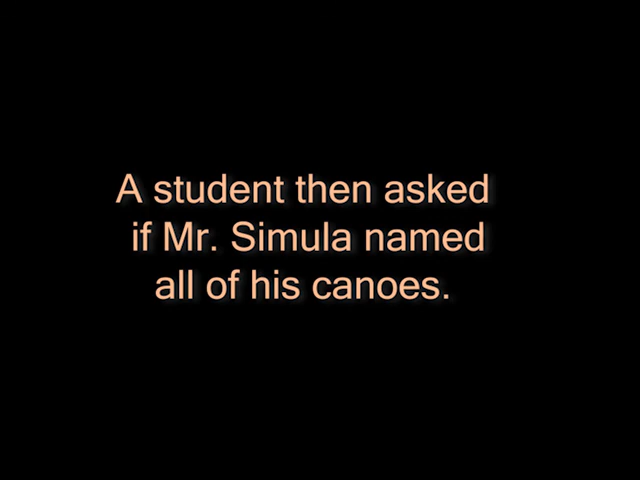 A student then asked
if Mr. Simula named
all of his canoes.